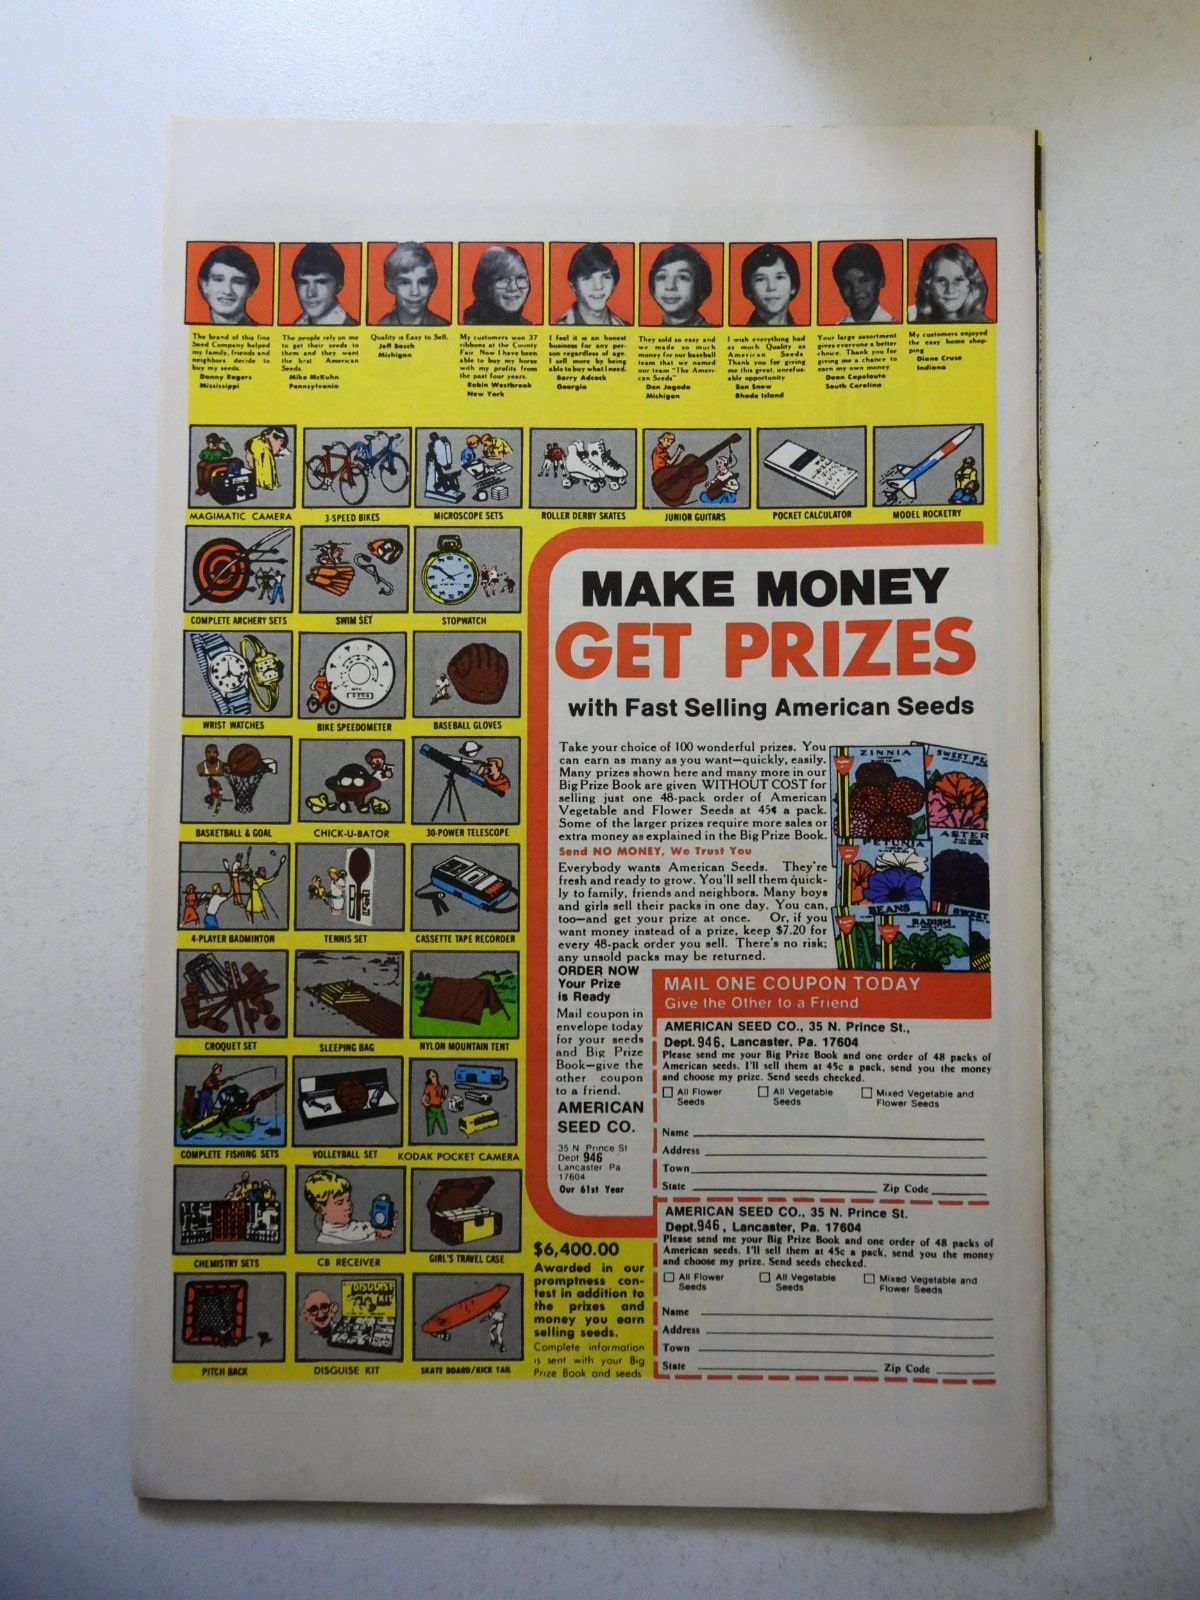 The brand of this fine
Seed Company helped
my family, friends and
neighbors decide to
buy my seeds.
Danny Rogers
Mississippi
The people rely on me
to get their seeds to
them and they want
the best American
Seeds.
Mike McKuhn
Pennsylvania
Quality is Easy to Sell.
Jeff Bosch
Michigan
My customers won 37
ribbons at the County
Fair Now I have been
able to buy my horse
with my profits from
the past four years.
Robin Westbrook
New York
I feel it is an honest
business for any per-
son regardless of age.
I sell more by being
able to buy what I need.
Barry Adcock
Georgia
They sold so easy and
we made so much
money for our baseball
team that we named
our team "The Ameri-
can Seeds"
Dan Jagoda
Michigan
I wish everything had
as much Quality as
American Seeds
Thank you for giving
me this great, unrefus-
able opportunity
Ben Snow
Rhode Island
Your large assortment
gives everyone a better
choice. Thank you for
giving me a chance to
earn my own money
Dean Capelouto
South Carolina
My customers enjoyed
the easy home shop-
ping
Diane Cruse
Indiana
MAGIMATIC CAMERA
3-SPEED BIKES
MICROSCOPE SETS
ROLLER DERBY SKATES
JUNIOR GUITARS
POCKET CALCULATOR
MODEL ROCKETRY
COMPLETE ARCHERY SETS
SWIM SET
STOPWATCH
WRIST WATCHES
BIKE SPEEDOMETER
BASEBALL GLOVES
BASKETBALL & GOAL
CHICK-U-BATOR
30-POWER TELESCOPE
4-PLAYER BADMINTON
TENNIS SET
CASSETTE TAPE RECORDER
CROQUET SET
SLEEPING BAG
NYLON MOUNTAIN TENT
COMPLETE FISHING SETS
VOLLEYBALL SET
KODAK POCKET CAMERA
CHEMISTRY SETS
CB RECEIVER
GIRL'S TRAVEL CASE
PITCH BACK
DISGUISE KIT
DISGUISE KIT
SKATE BOARD/KICK TAIL
MAKE MONEY
GET PRIZES
with Fast Selling American Seeds
Take your choice of 100 wonderful prizes. You
can earn as many as you want—quickly, easily.
Many prizes shown here and many more in our
Big Prize Book are given WITHOUT COST for
selling just one 48-pack order of American
Vegetable and Flower Seeds at 45¢ a pack.
Some of the larger prizes require more sales or
extra money as explained in the Big Prize Book.
Send NO MONEY, We Trust You
Everybody wants American Seeds. They're
fresh and ready to grow. You'll sell them quick-
ly to family, friends and neighbors. Many boys
and girls sell their packs in one day. You can,
too—and get your prize at once. Or, if you
want money instead of a prize, keep $7.20 for
every 48-pack order you sell. There's no risk;
any unsold packs may be returned.
ZINNIA
SWEET PE
ASTER
PETUNIA
BEANS
RADISH
SWEET
ORDER NOW
Your Prize
is Ready
Mail coupon in
envelope today
for your seeds
and Big Prize
Book—give the
other coupon
to a friend.
AMERICAN
SEED CO.
35 N. Prince St
Dept 946
Lancaster Pa
17604
Our 61st Year
$6,400.00
Awarded in our
promptness con-
test in addition to
the prizes and
money you earn
selling seeds.
Complete information
is sent with your Big
Prize Book and seeds
MAIL ONE COUPON TODAY
Give the Other to a Friend
AMERICAN SEED CO., 35 N. Prince St.,
Dept. 946, Lancaster, Pa. 17604
Please send me your Big Prize Book and one order of 48 packs of
American seeds. I'll sell them at 45c a pack, send you the money
and choose my prize. Send seeds checked.
All Flower Seeds
All Vegetable Seeds
Mixed Vegetable and Flower Seeds
Name
Address
Town
State Zip Code
AMERICAN SEED CO., 35 N. Prince St.
Dept. 946, Lancaster, Pa. 17604
Please send me your Big Prize Book and one order of 48 packs of
American seeds. I'll sell them at 45c a pack, send you the money
and choose my prize. Send seeds checked.
All Flower Seeds
All Vegetable Seeds
Mixed Vegetable and Flower Seeds
Name
Address
Town
State Zip Code